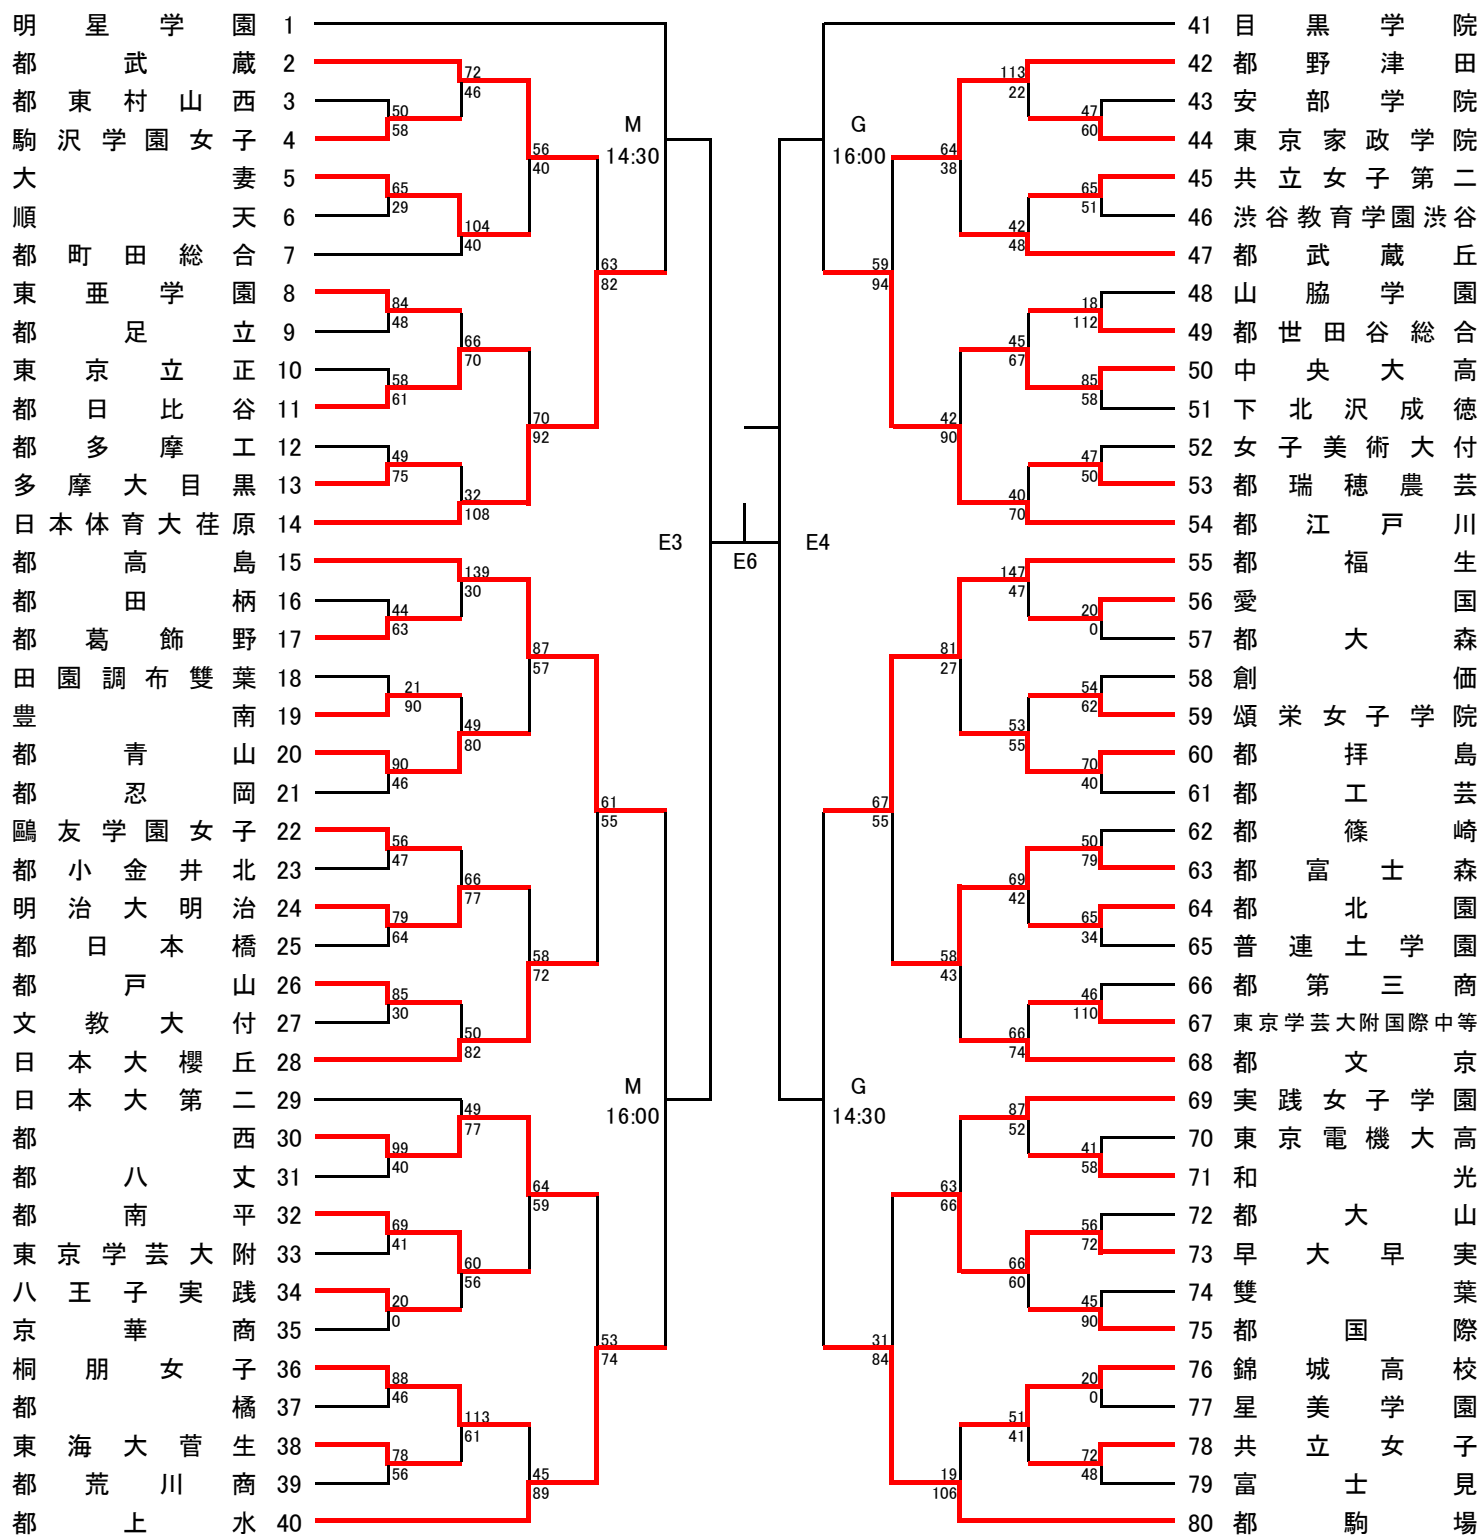 明星学園 1
都武蔵 2
都東村山西 3
駒沢学園女子 4
大妻 5
順天 6
都町田総合 7
東亜学園 8
都足立 9
東京立正 10
都日比谷 11
都多摩工 12
多摩大目黒 13
日本体育大荏原 14
都高島 15
都田柄 16
都葛飾野 17
田園調布雙葉 18
豊南 19
都青山 20
都忍岡 21
鷗友学園女子 22
都小金井北 23
明治大明治 24
都日本橋 25
都戸山 26
文教大付 27
日本大櫻丘 28
日本大第二 29
都西 30
都八丈 31
都南平 32
東京学芸大附 33
八王子実践 34
京華商 35
桐朋女子 36
都橘 37
東海大菅生 38
都荒川商 39
都上水 40
72
46
50
58
56
40
65
29
104
40
63
82
84
48
66
70
58
61
70
92
49
75
32
108
139
30
44
63
87
57
21
90
49
80
90
46
61
55
56
47
66
77
79
64
58
72
85
30
50
82
49
77
99
40
64
59
69
41
60
56
20
0
53
74
88
46
113
61
78
56
45
89
M
14:30
M
16:00
E3
E6
E4
G
16:00
G
14:30
113
22
47
60
64
38
65
51
42
48
59
94
18
112
45
67
85
58
42
90
47
50
40
70
147
47
20
0
81
27
54
62
53
55
70
40
67
55
50
79
69
42
65
34
58
43
46
110
66
74
87
52
41
58
63
66
56
72
66
60
45
90
31
84
20
0
51
41
72
48
19
106
41 目黒学院
42 都野津田
43 安部学院
44 東京家政学院
45 共立女子第二
46 渋谷教育学園渋谷
47 都武蔵丘
48 山脇学園
49 都世田谷総合
50 中央大高
51 下北沢成徳
52 女子美術大付
53 都瑞穂農芸
54 都江戸川
55 都福生
56 愛国
57 都大森
58 創価
59 頌栄女子学院
60 都拝島
61 都工芸
62 都篠崎
63 都富士森
64 都北園
65 普連土学園
66 都第三商
67 東京学芸大附国際中等
68 都文京
69 実践女子学園
70 東京電機大高
71 和光
72 都大山
73 早大早実
74 雙葉
75 都国際
76 錦城高校
77 星美学園
78 共立女子
79 富士見
80 都駒場